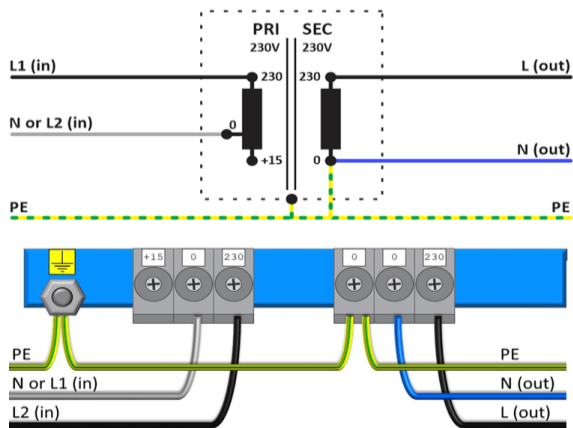 PRI SEC
230V 230V
L1 (in) 230 230 L (out)
N or L2 (in) 0
+15 0 N (out)
PE PE
+15 0 230 0 0 230
PE PE
N or L1 (in) N (out)
L2 (in) L (out)